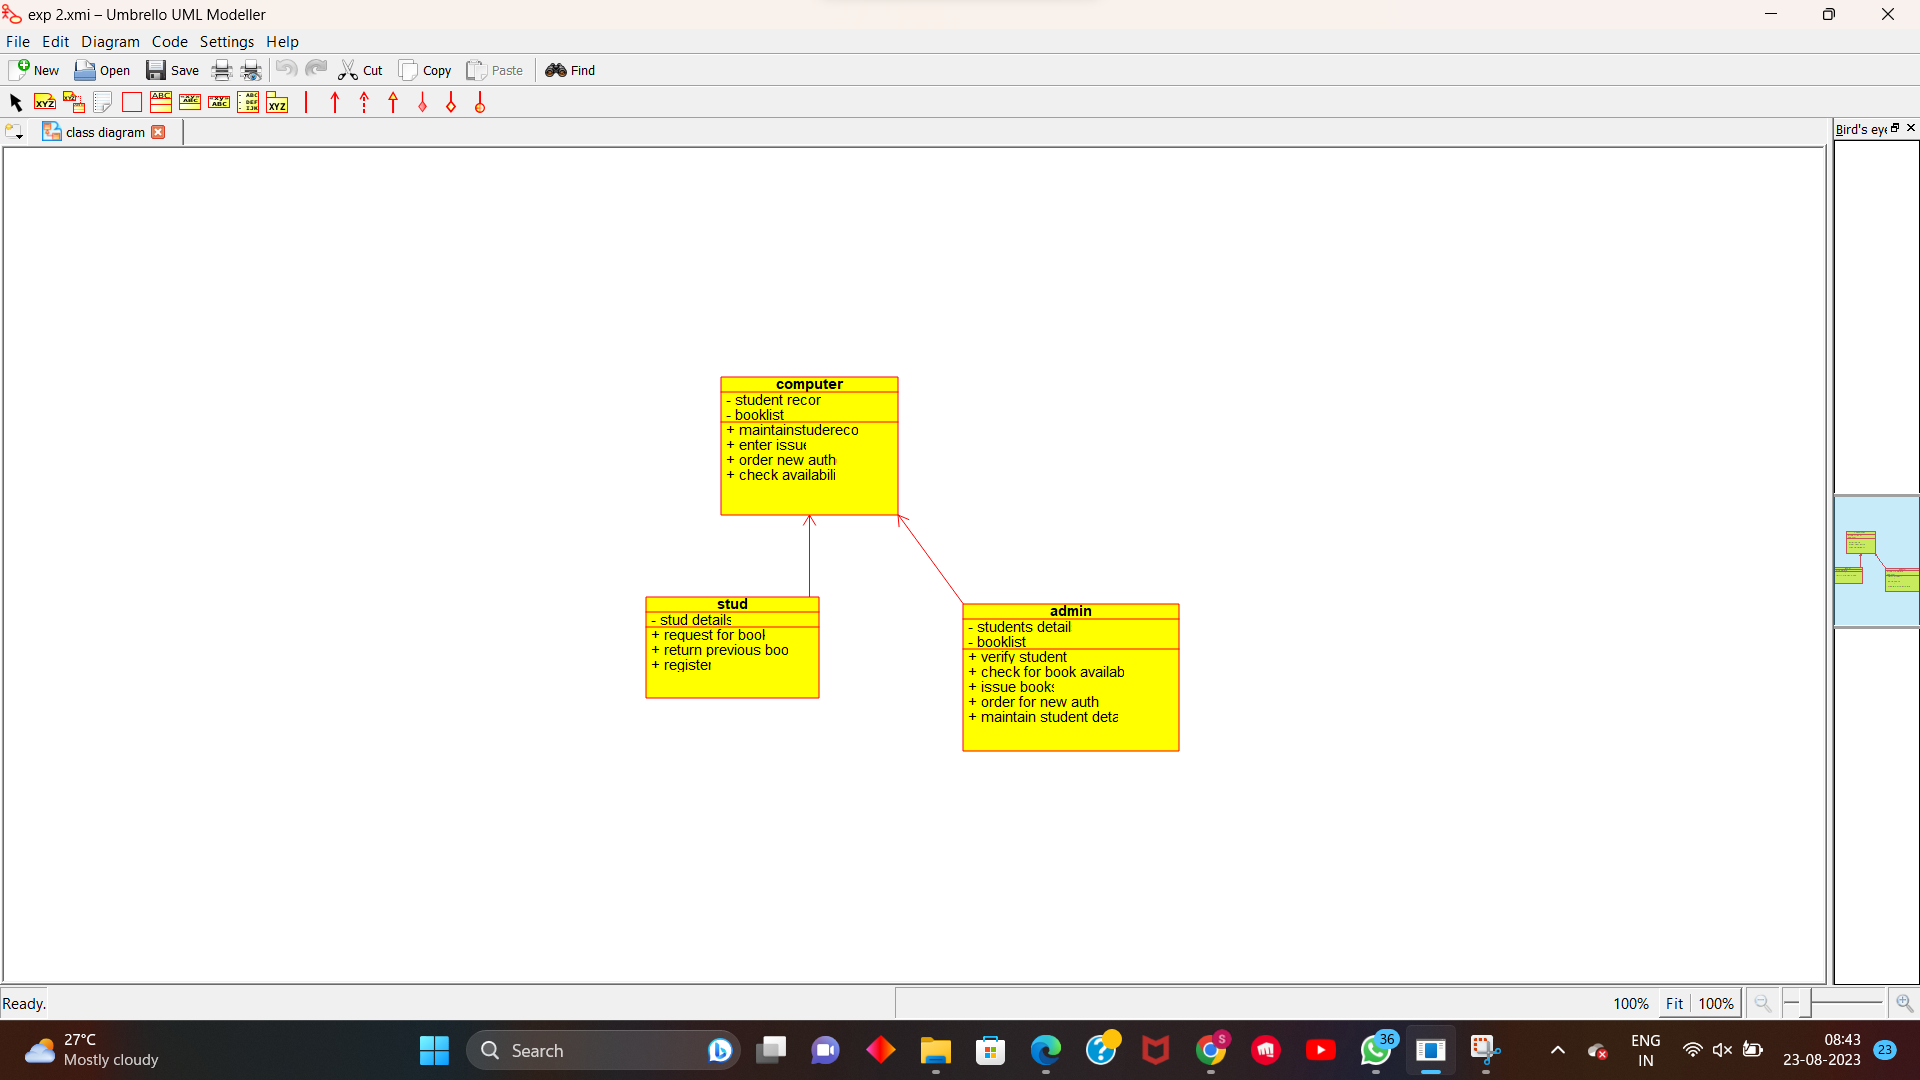 exp 2.xmi – Umbrello UML Modeller
File Edit Diagram Code Settings Help
New Open Save Cut Copy Paste Find
class diagram
Bird's eye
computer
- student recor
- booklist
+ maintainstudereco
+ enter issue
+ order new auth
+ check availabili
stud
- stud details
+ request for book
+ return previous boo
+ register
admin
- students detail
- booklist
+ verify student
+ check for book availab
+ issue books
+ order for new auth
+ maintain student deta
Ready.
100% Fit 100%
27°C
Mostly cloudy
Search
S
36
ENG
IN
08:43
23-08-2023
23